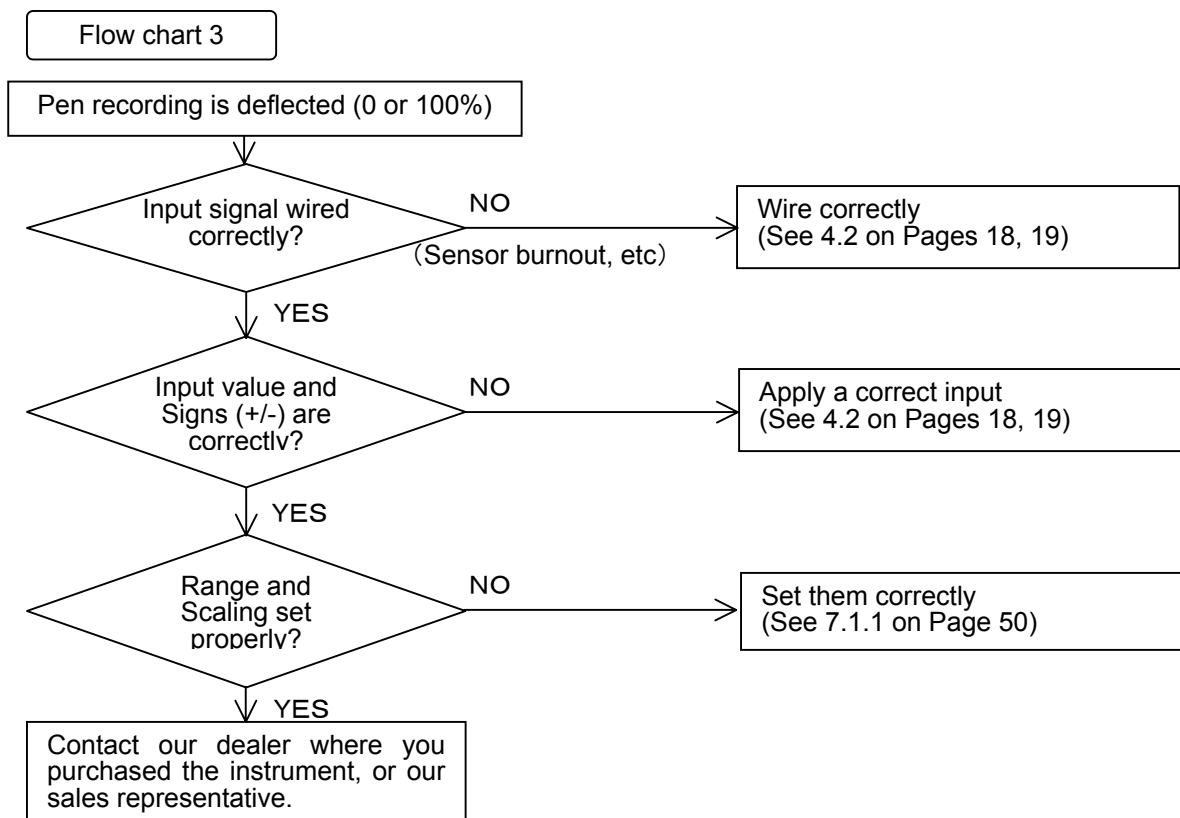 Flow chart 3
Pen recording is deflected (0 or 100%)
Input signal wired
correctly?
NO
（Sensor burnout, etc）
Wire correctly
(See 4.2 on Pages 18, 19)
YES
Input value and
Signs (+/-) are
correctly?
NO
Apply a correct input
(See 4.2 on Pages 18, 19)
YES
Range and
Scaling set
properly?
NO
Set them correctly
(See 7.1.1 on Page 50)
YES
Contact our dealer where you
purchased the instrument, or our
sales representative.